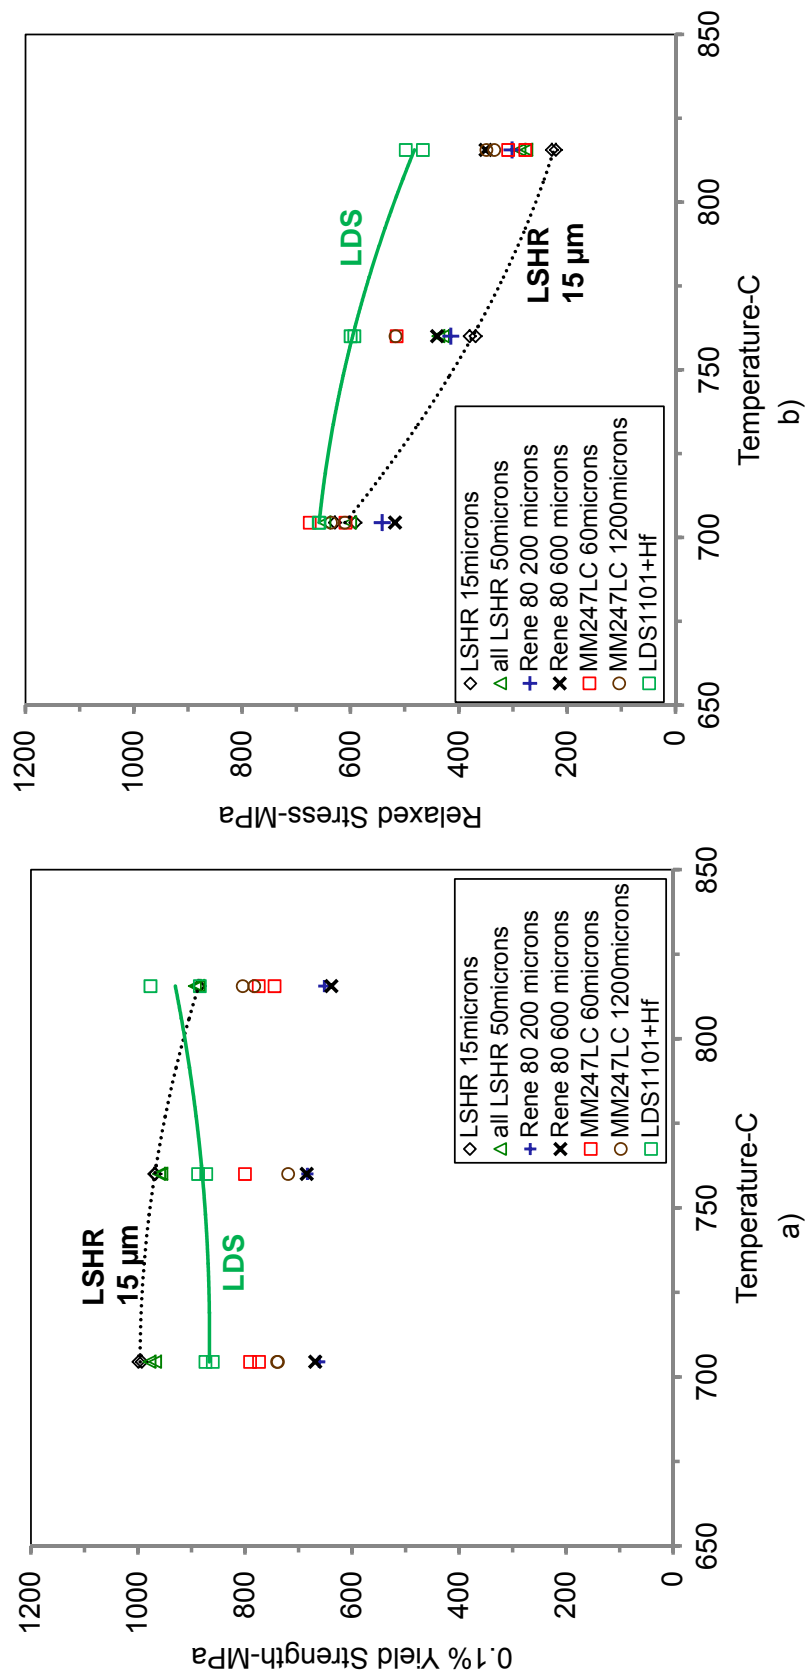 1200
1000
800
600
400
200
0
0.1% Yield Strength-MPa
LSHR
15 µm
LDS
LSHR 15microns
all LSHR 50microns
Rene 80 200 microns
Rene 80 600 microns
MM247LC 60microns
MM247LC 1200microns
LDS1101+Hf
650
700
750
800
850
Temperature-C
a)
1200
1000
800
600
400
200
0
Relaxed Stress-MPa
LDS
LSHR
15 µm
LSHR 15microns
all LSHR 50microns
Rene 80 200 microns
Rene 80 600 microns
MM247LC 60microns
MM247LC 1200microns
LDS1101+Hf
650
700
750
800
850
Temperature-C
b)